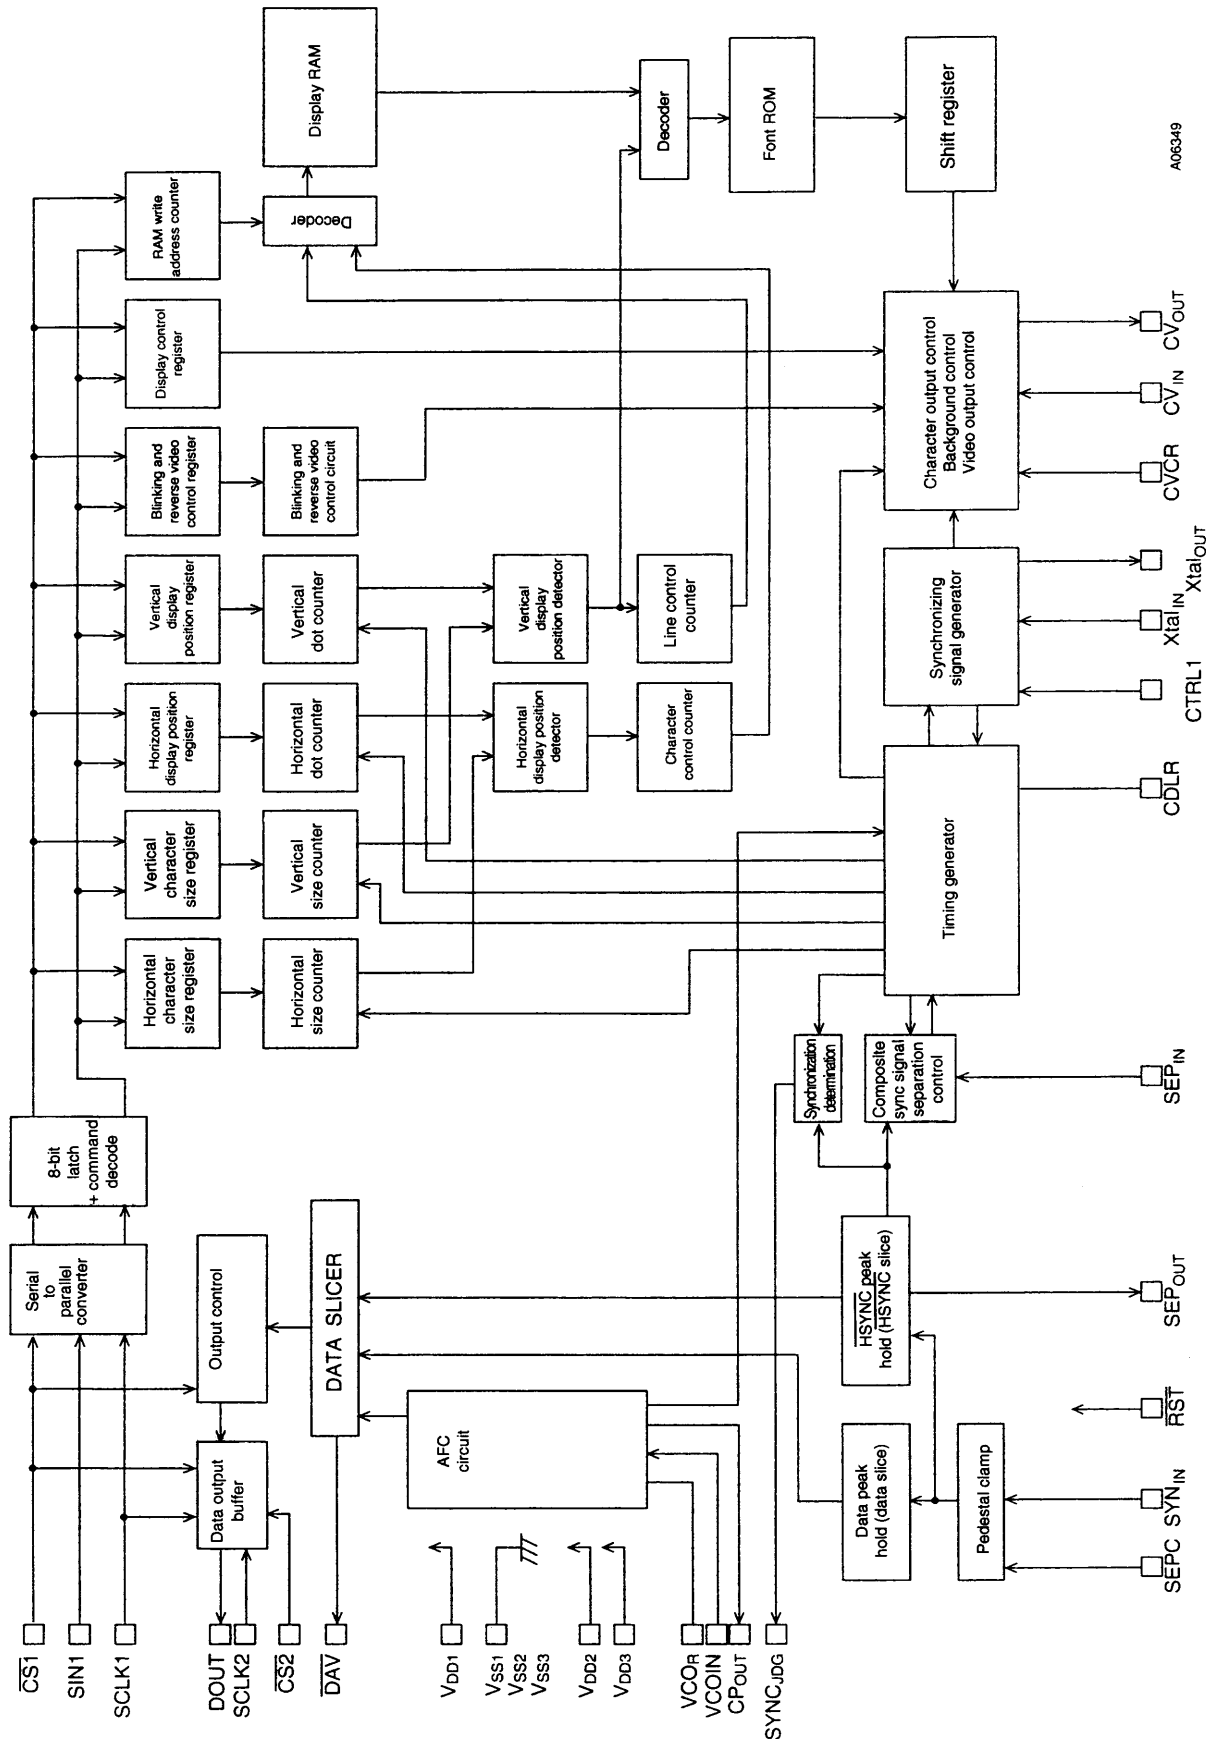 CS1
SIN1
SCLK1
DOUT
SCLK2
CS2
DAV
VDD1
VSS1
VSS2
VSS3
VDD2
VDD3
VCOR
VCOIN
CPOUT
SYNCJDG
Serial
to
parallel
converter
8-bit
latch
+ command
decode
Output control
Data output
buffer
DATA SLICER
AFC
circuit
Horizontal
character
size register
Vertical
character
size register
Horizontal
display position
register
Vertical
display
position register
Blinking and
reverse video
control register
Display control
register
RAM write
address counter
Horizontal
size counter
Vertical
size counter
Horizontal
dot counter
Vertical
dot counter
Blinking and
reverse video
control circuit
Decoder
Display RAM
Horizontal
display position
detector
Vertical
display
position detector
Character
control counter
Line control
counter
Decoder
Font ROM
Shift register
Data peak
hold (data slice)
Pedestal clamp
HSYNC peak
hold (HSYNC slice)
Synchronization
determination
Composite
sync signal
separation
control
Timing generator
Synchronizing
signal generator
Character output control
Background control
Video output control
SEPC
SYNIN
RST
SEPOUT
SEPIN
CDLR
CTRL1
XtalIN
XtalOUT
CVCR
CVIN
CVOUT
A06349